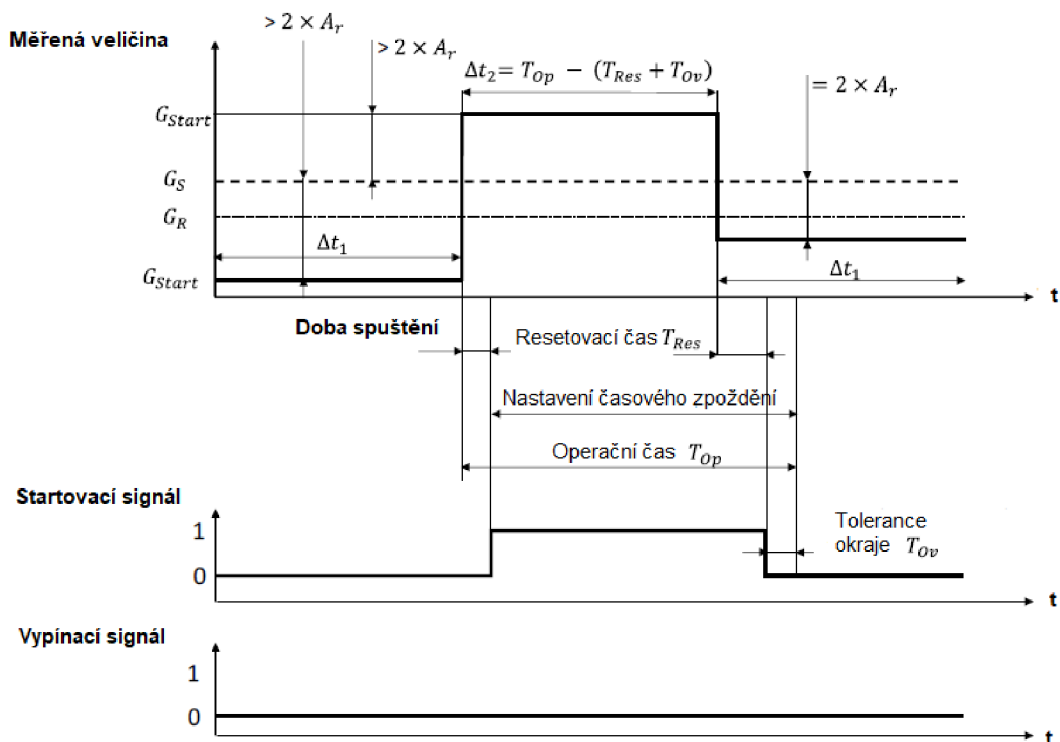 > 2 × A_r
Měřená veličina
> 2 × A_r
Δt_2 = T_Op − (T_Res + T_Ov)
= 2 × A_r
G_Start
G_S
G_R
Δt_1
G_Start
Δt_1
t
Doba spuštění
Resetovací čas T_Res
Nastavení časového zpoždění
Operační čas T_Op
Startovací signál
1
0
Tolerance
okraje T_Ov
t
Vypínací signál
1
0
t